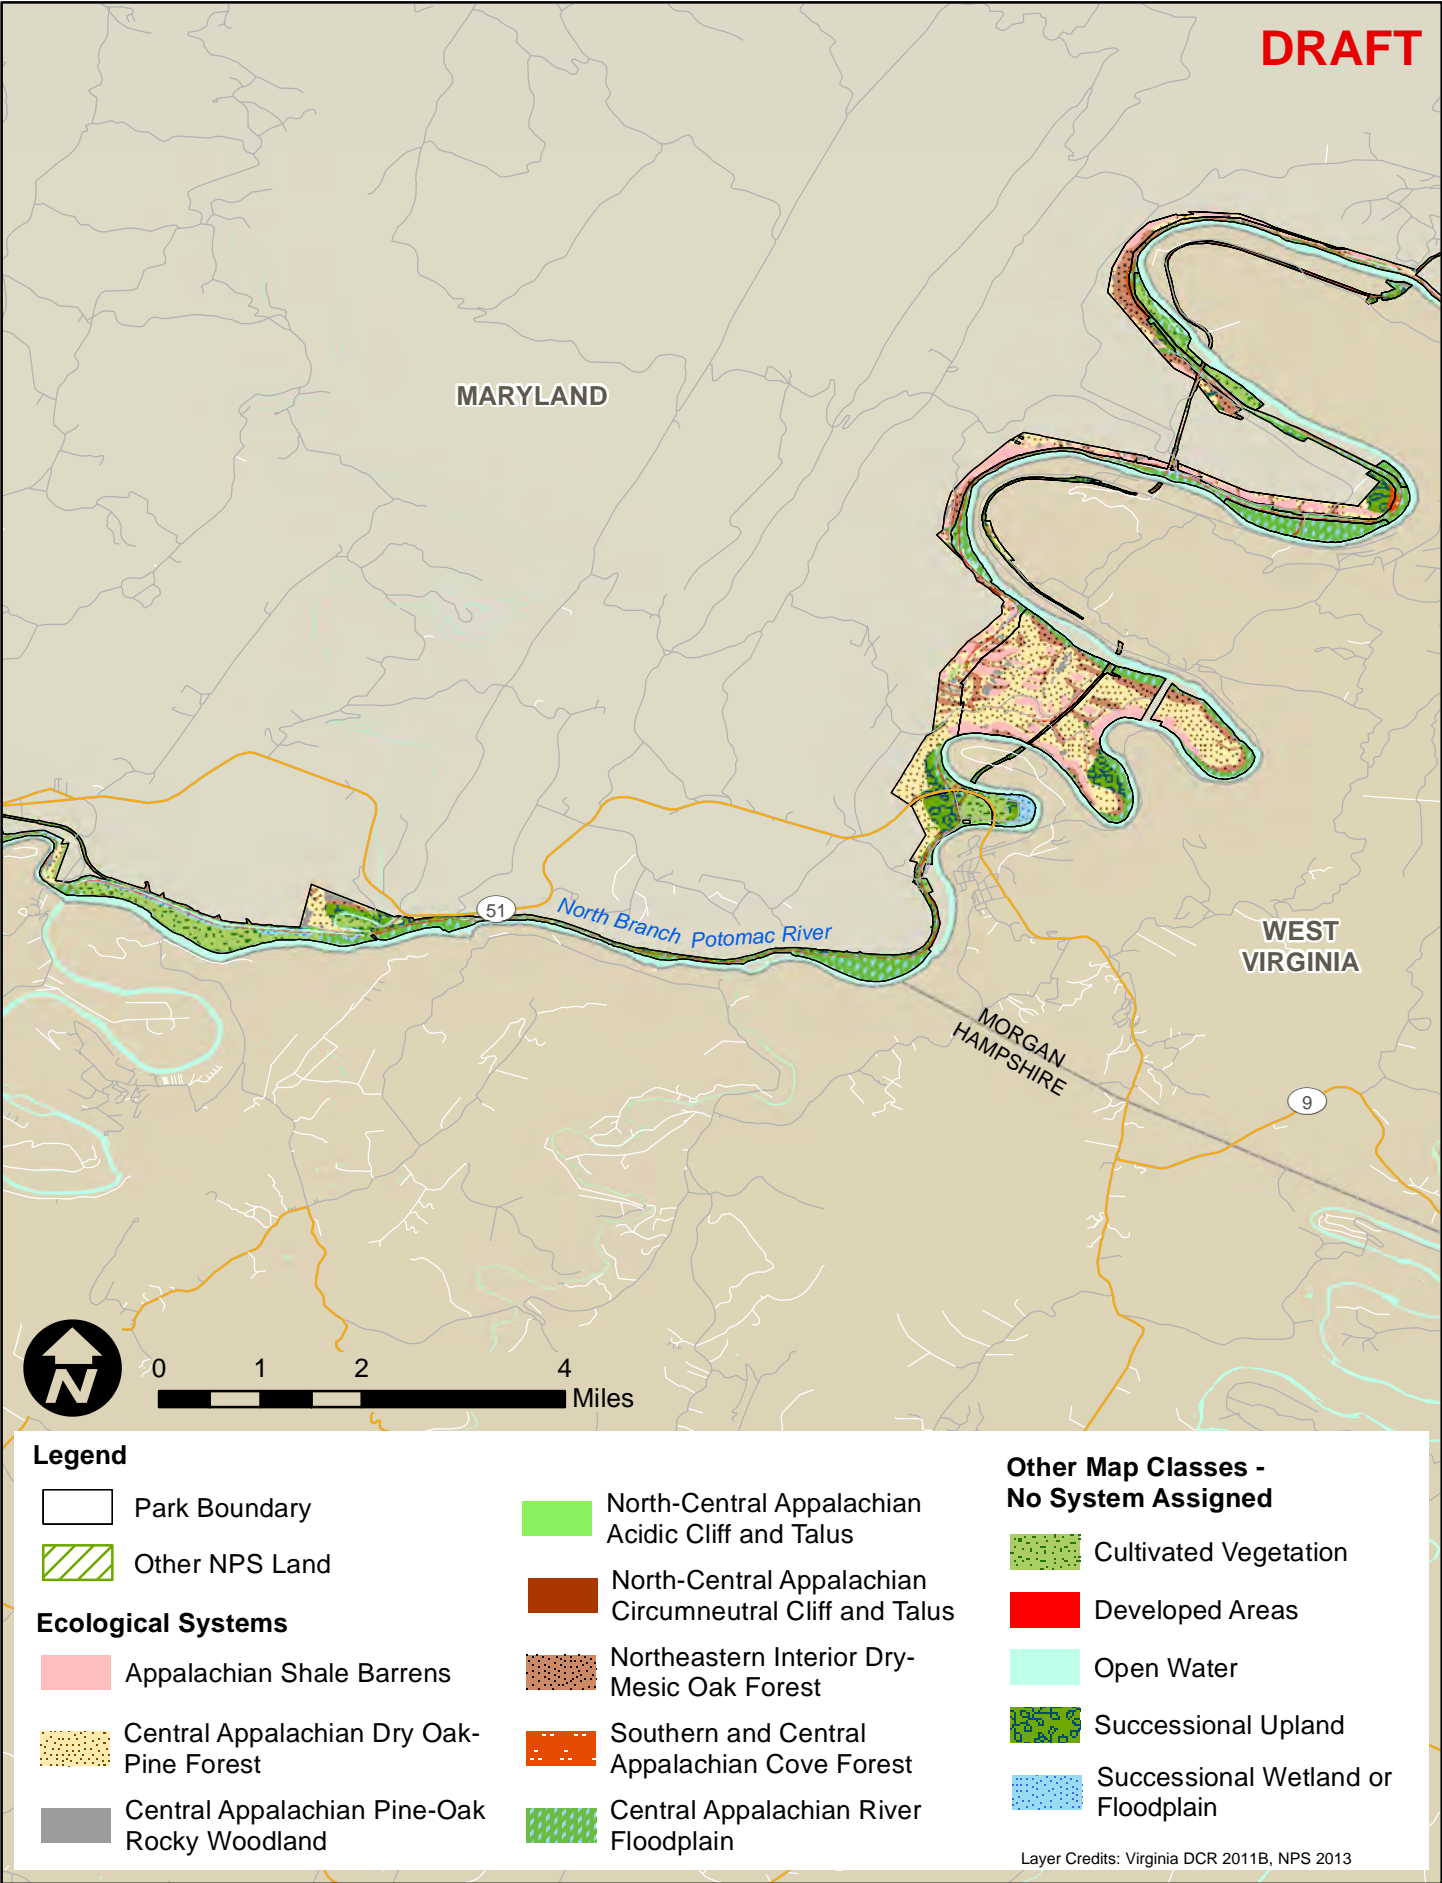 DRAFT
MARYLAND
51
North Branch Potomac River
WEST
VIRGINIA
MORGAN
HAMPSHIRE
9
N
0 1 2 4
Miles
Legend
Park Boundary
Other NPS Land
Ecological Systems
Appalachian Shale Barrens
Central Appalachian Dry Oak-
Pine Forest
Central Appalachian Pine-Oak
Rocky Woodland
North-Central Appalachian
Acidic Cliff and Talus
North-Central Appalachian
Circumneutral Cliff and Talus
Northeastern Interior Dry-
Mesic Oak Forest
Southern and Central
Appalachian Cove Forest
Central Appalachian River
Floodplain
Other Map Classes -
No System Assigned
Cultivated Vegetation
Developed Areas
Open Water
Successional Upland
Successional Wetland or
Floodplain
Layer Credits: Virginia DCR 2011B, NPS 2013